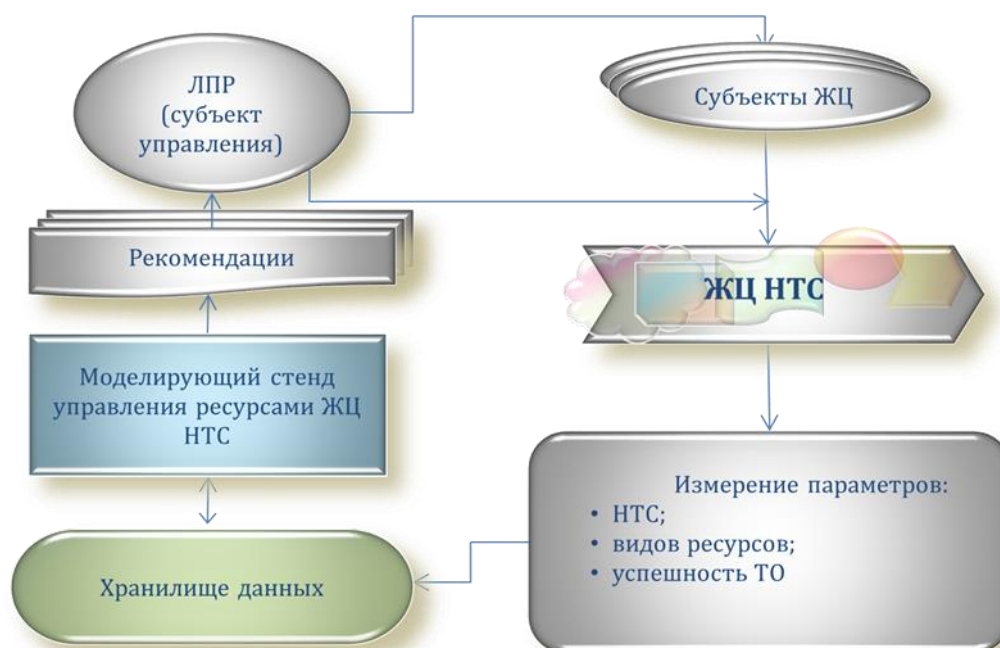 ЛПР
(субъект
управления)
Субъекты ЖЦ
Рекомендации
ЖЦ НТС
Моделирующий стенд
управления ресурсами ЖЦ
НТС
Измерение параметров:
• НТС;
• видов ресурсов;
• успешность ТО
Хранилище данных